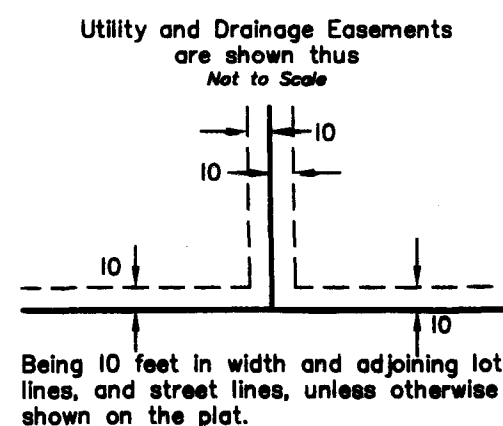 Utility and Drainage Easements
are shown thus
Not to Scale
10
10
10
10
Being 10 feet in width and adjoining lot
lines, and street lines, unless otherwise
shown on the plat.